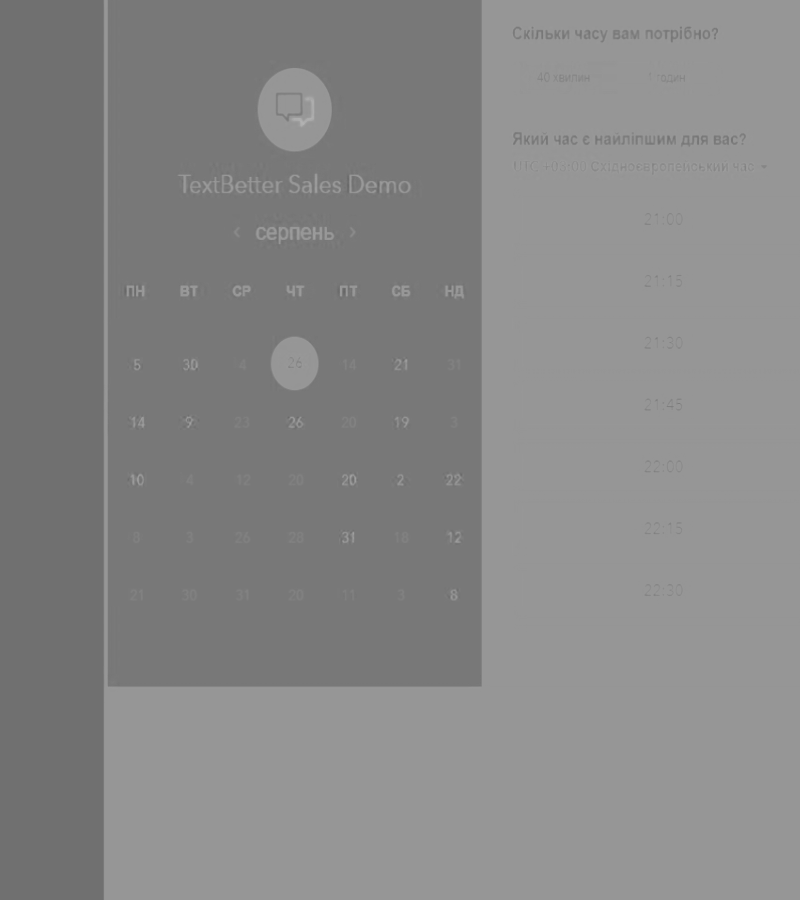 TextBetter Sales Demo
‹ серпень ›
ПН ВТ СР ЧТ ПТ СБ НД
5 30 4 26 14 21 31
14 9 23 26 20 19 3
10 4 12 20 20 2 22
8 3 26 28 31 18 12
21 30 31 20 11 3 8
Скільки часу вам потрібно?
40 хвилин 1 годин
Який час є найліпшим для вас?
Східноєвропейський час
21:00
21:15
21:30
21:45
22:00
22:15
22:30